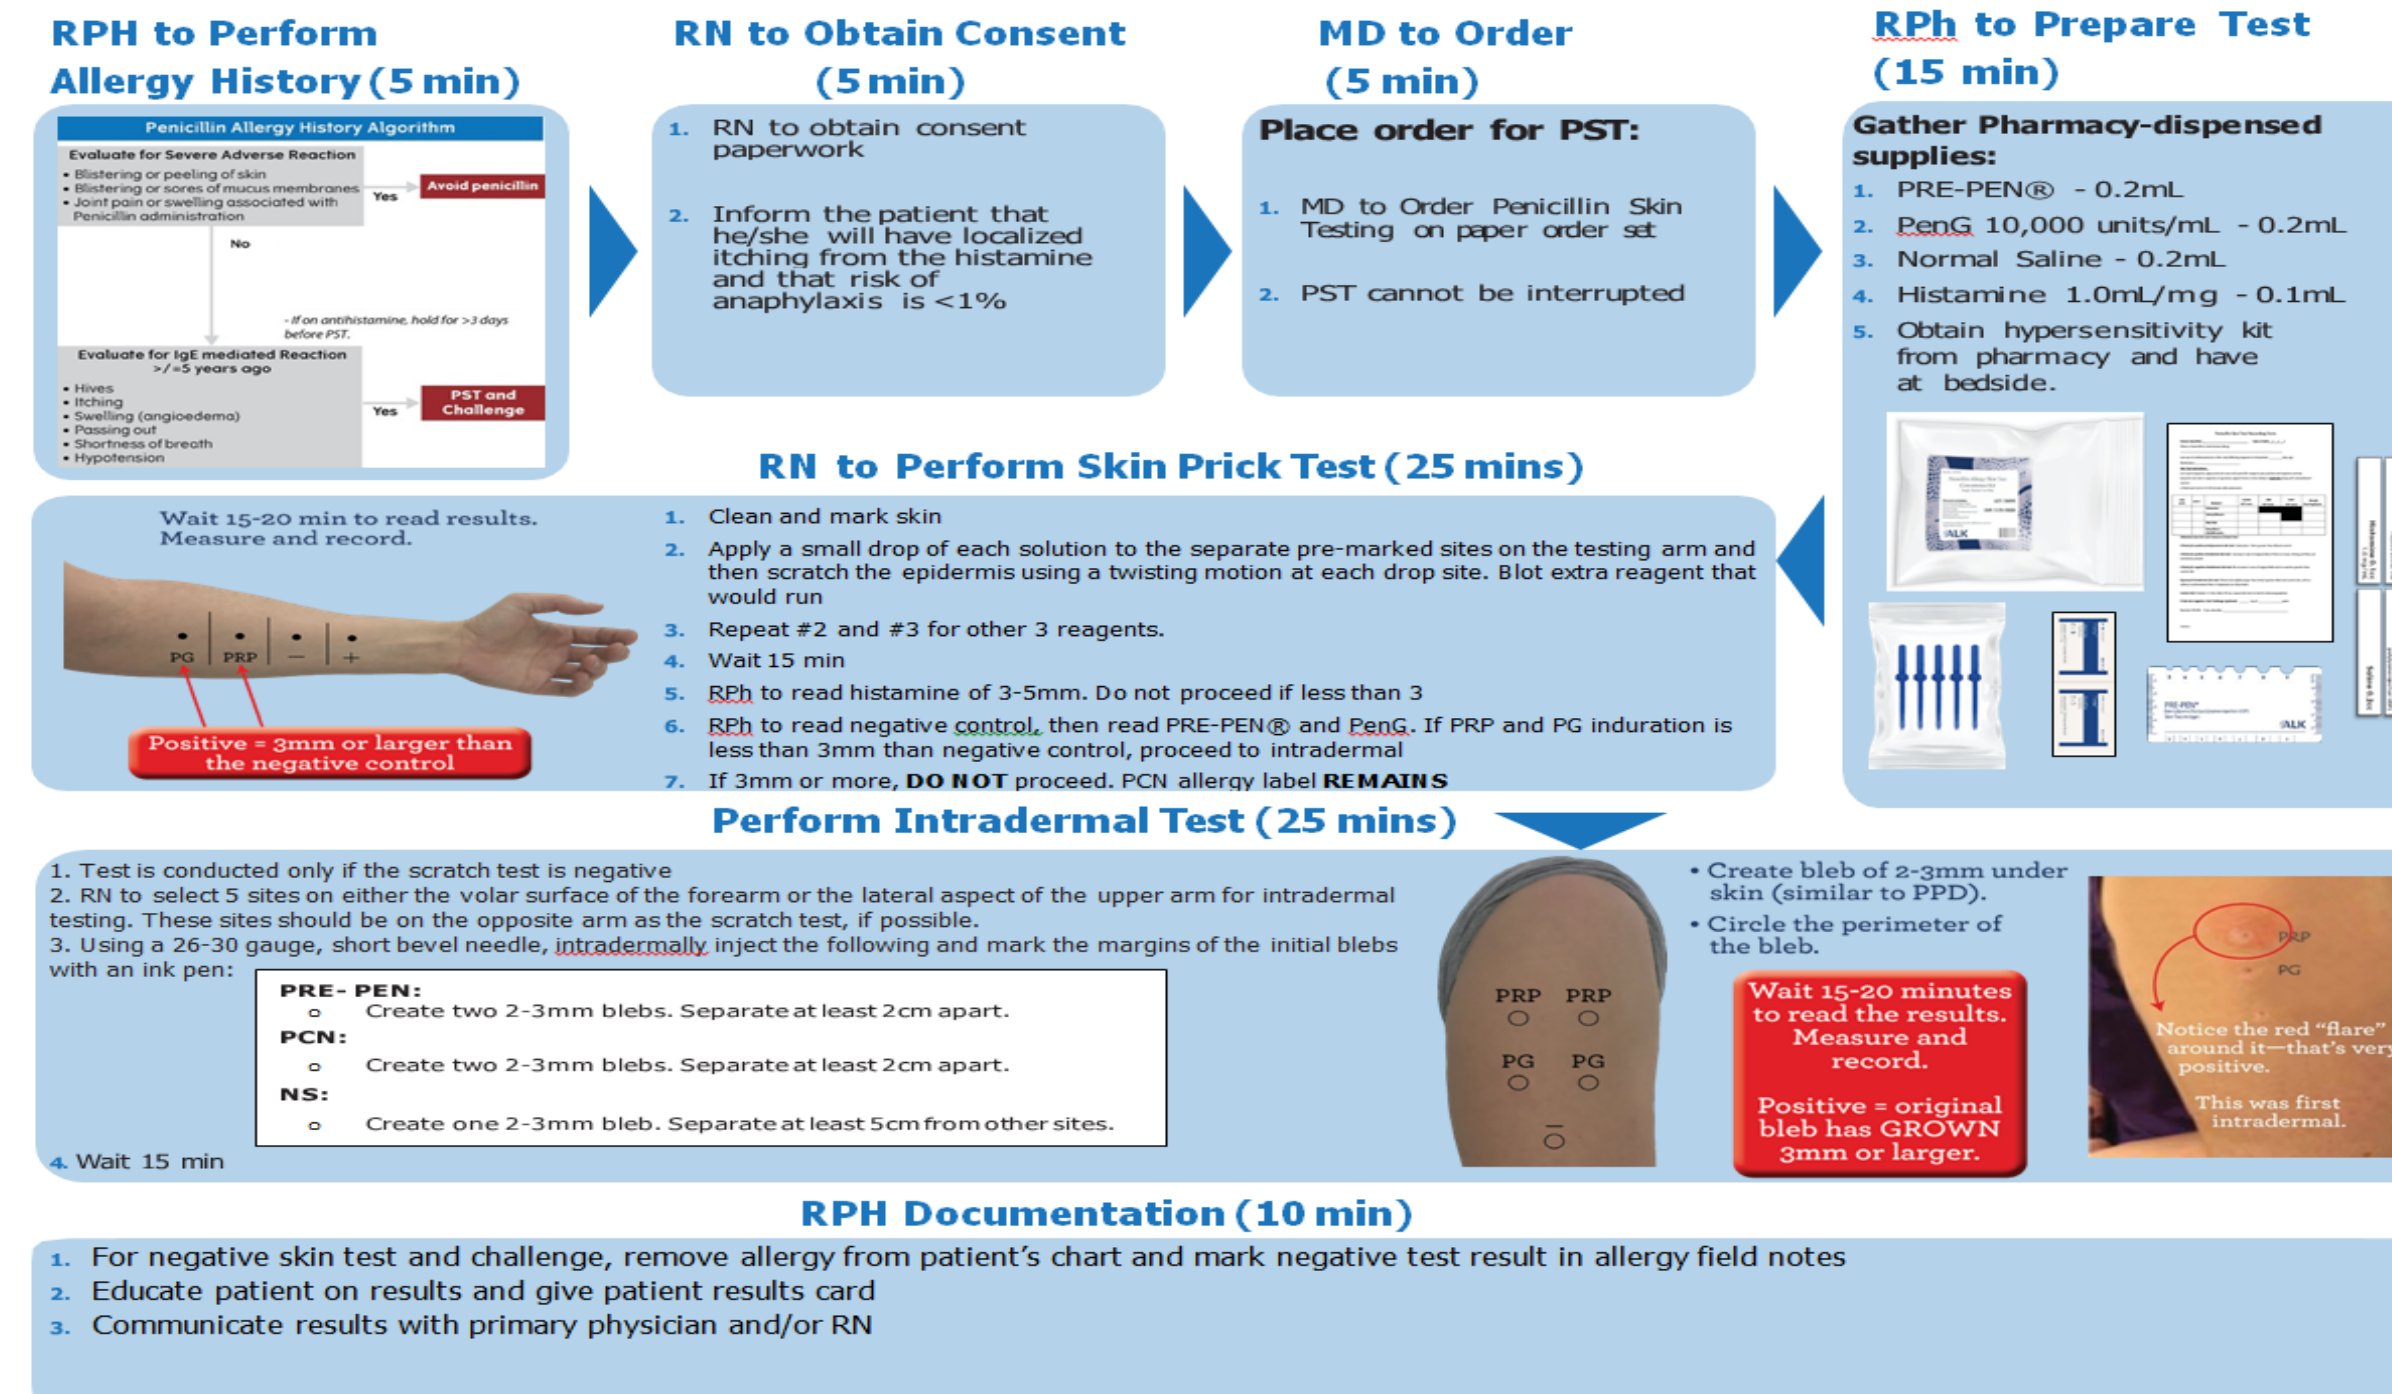 RPH to Perform
Allergy History (5 min)
Penicillin Allergy History Algorithm
Evaluate for Severe Adverse Reaction
• Blistering or peeling of skin
• Blistering or sores of mucus membranes
• Joint pain or swelling associated with
Penicillin administration
Yes
Avoid penicillin
No
- If on antihistamine, hold for >3 days
before PST.
Evaluate for IgE mediated Reaction
>/=5 years ago
• Hives
• Itching
• Swelling (angioedema)
• Passing out
• Shortness of breath
• Hypotension
Yes
PST and
Challenge
RN to Obtain Consent
(5 min)
1. RN to obtain consent
paperwork
2. Inform the patient that
he/she will have localized
itching from the histamine
and that risk of
anaphylaxis is <1%
MD to Order
(5 min)
Place order for PST:
1. MD to Order Penicillin Skin
Testing on paper order set
2. PST cannot be interrupted
RPh to Prepare Test
(15 min)
Gather Pharmacy-dispensed
supplies:
1. PRE-PEN® - 0.2mL
2. PenG 10,000 units/mL - 0.2mL
3. Normal Saline - 0.2mL
4. Histamine 1.0mL/mg - 0.1mL
5. Obtain hypersensitivity kit
from pharmacy and have
at bedside.
ALK
PRE-PEN®
ALK
RN to Perform Skin Prick Test (25 mins)
Wait 15-20 min to read results.
Measure and record.
PG PRP − +
Positive = 3mm or larger than
the negative control
1. Clean and mark skin
2. Apply a small drop of each solution to the separate pre-marked sites on the testing arm and
then scratch the epidermis using a twisting motion at each drop site. Blot extra reagent that
would run
3. Repeat #2 and #3 for other 3 reagents.
4. Wait 15 min
5. RPh to read histamine of 3-5mm. Do not proceed if less than 3
6. RPh to read negative control, then read PRE-PEN® and PenG. If PRP and PG induration is
less than 3mm than negative control, proceed to intradermal
7. If 3mm or more, DO NOT proceed. PCN allergy label REMAINS
Perform Intradermal Test (25 mins)
1. Test is conducted only if the scratch test is negative
2. RN to select 5 sites on either the volar surface of the forearm or the lateral aspect of the upper arm for intradermal
testing. These sites should be on the opposite arm as the scratch test, if possible.
3. Using a 26-30 gauge, short bevel needle, intradermally inject the following and mark the margins of the initial blebs
with an ink pen:
PRE- PEN:
o Create two 2-3mm blebs. Separate at least 2cm apart.
PCN:
o Create two 2-3mm blebs. Separate at least 2cm apart.
NS:
o Create one 2-3mm bleb. Separate at least 5cm from other sites.
4. Wait 15 min
PRP PRP
PG PG
−
• Create bleb of 2-3mm under
skin (similar to PPD).
• Circle the perimeter of
the bleb.
Wait 15-20 minutes
to read the results.
Measure and
record.
Positive = original
bleb has GROWN
3mm or larger.
PRP
PG
Notice the red “flare”
around it—that's very
positive.
This was first
intradermal.
RPH Documentation (10 min)
1. For negative skin test and challenge, remove allergy from patient’s chart and mark negative test result in allergy field notes
2. Educate patient on results and give patient results card
3. Communicate results with primary physician and/or RN